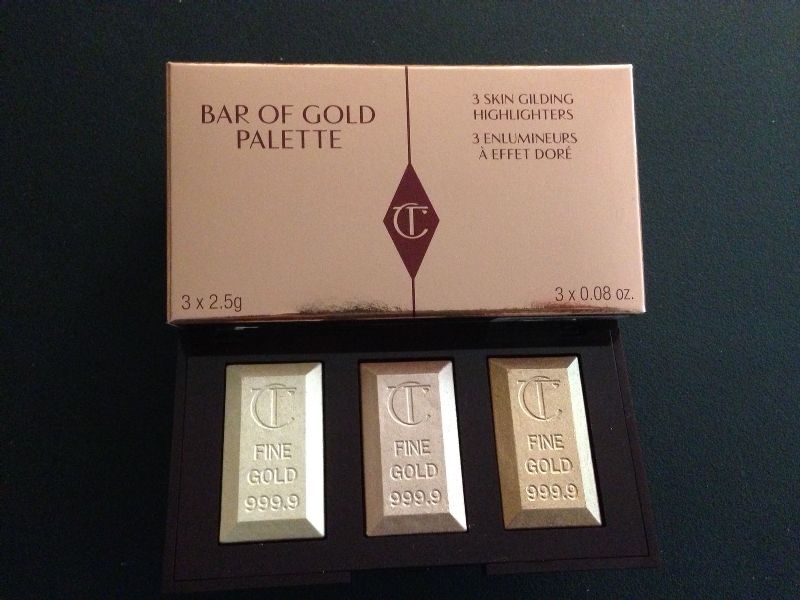 BAR OF GOLD
PALETTE
3 SKIN GILDING
HIGHLIGHTERS
3 ENLUMINEURS
À EFFET DORÉ
CT
3 x 2.5g
3 x 0.08 oz.
CT
FINE
GOLD
999.9
CT
FINE
GOLD
999.9
CT
FINE
GOLD
999.9